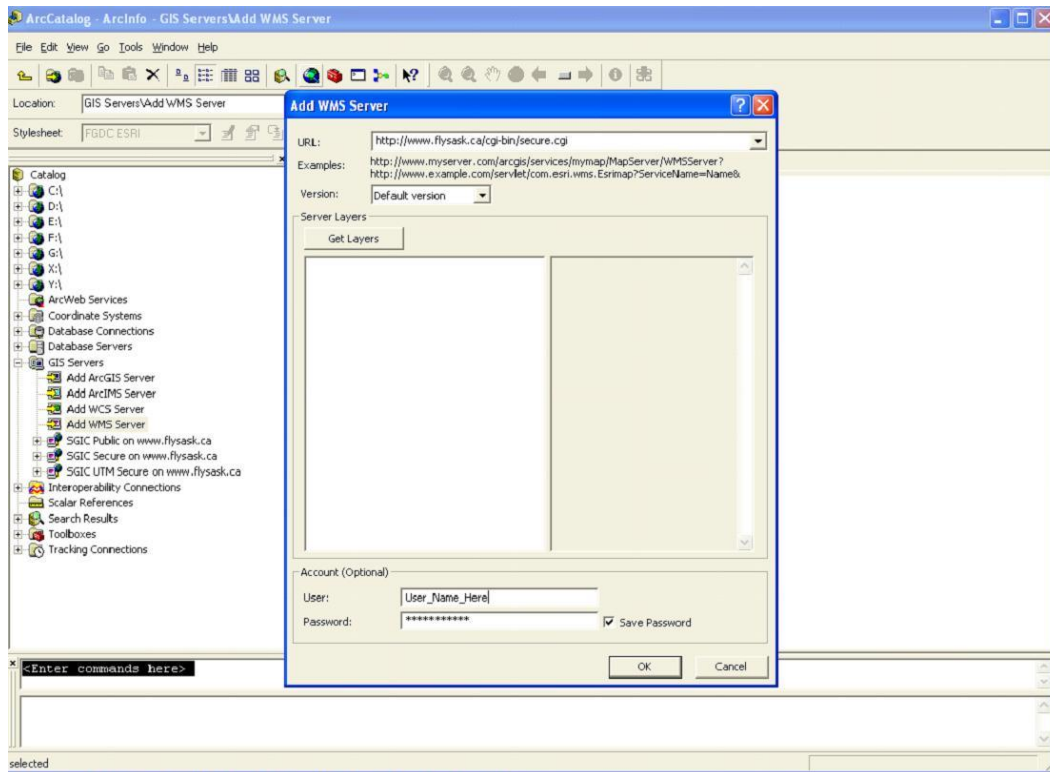 ArcCatalog - ArcInfo - GIS Servers\Add WMS Server
File Edit View Go Tools Window Help
Location: GIS Servers\Add WMS Server
Stylesheet: FGDC ESRI
Catalog
C:\
D:\
E:\
F:\
G:\
X:\
Y:\
ArcWeb Services
Coordinate Systems
Database Connections
Database Servers
GIS Servers
Add ArcGIS Server
Add ArcIMS Server
Add WCS Server
Add WMS Server
SGIC Public on www.flysask.ca
SGIC Secure on www.flysask.ca
SGIC UTM Secure on www.flysask.ca
Interoperability Connections
Scalar References
Search Results
Toolboxes
Tracking Connections
Add WMS Server
URL: http://www.flysask.ca/cgi-bin/secure.cgi
Examples: http://www.myserver.com/arcgis/services/mymap/MapServer/WMSServer?
http://www.example.com/servlet/com.esri.wms.Esrimap?ServiceName=Name&
Version: Default version
Server Layers
Get Layers
Account (Optional)
User: User_Name_Here
Password: ***********
Save Password
OK Cancel
<Enter commands here>
selected